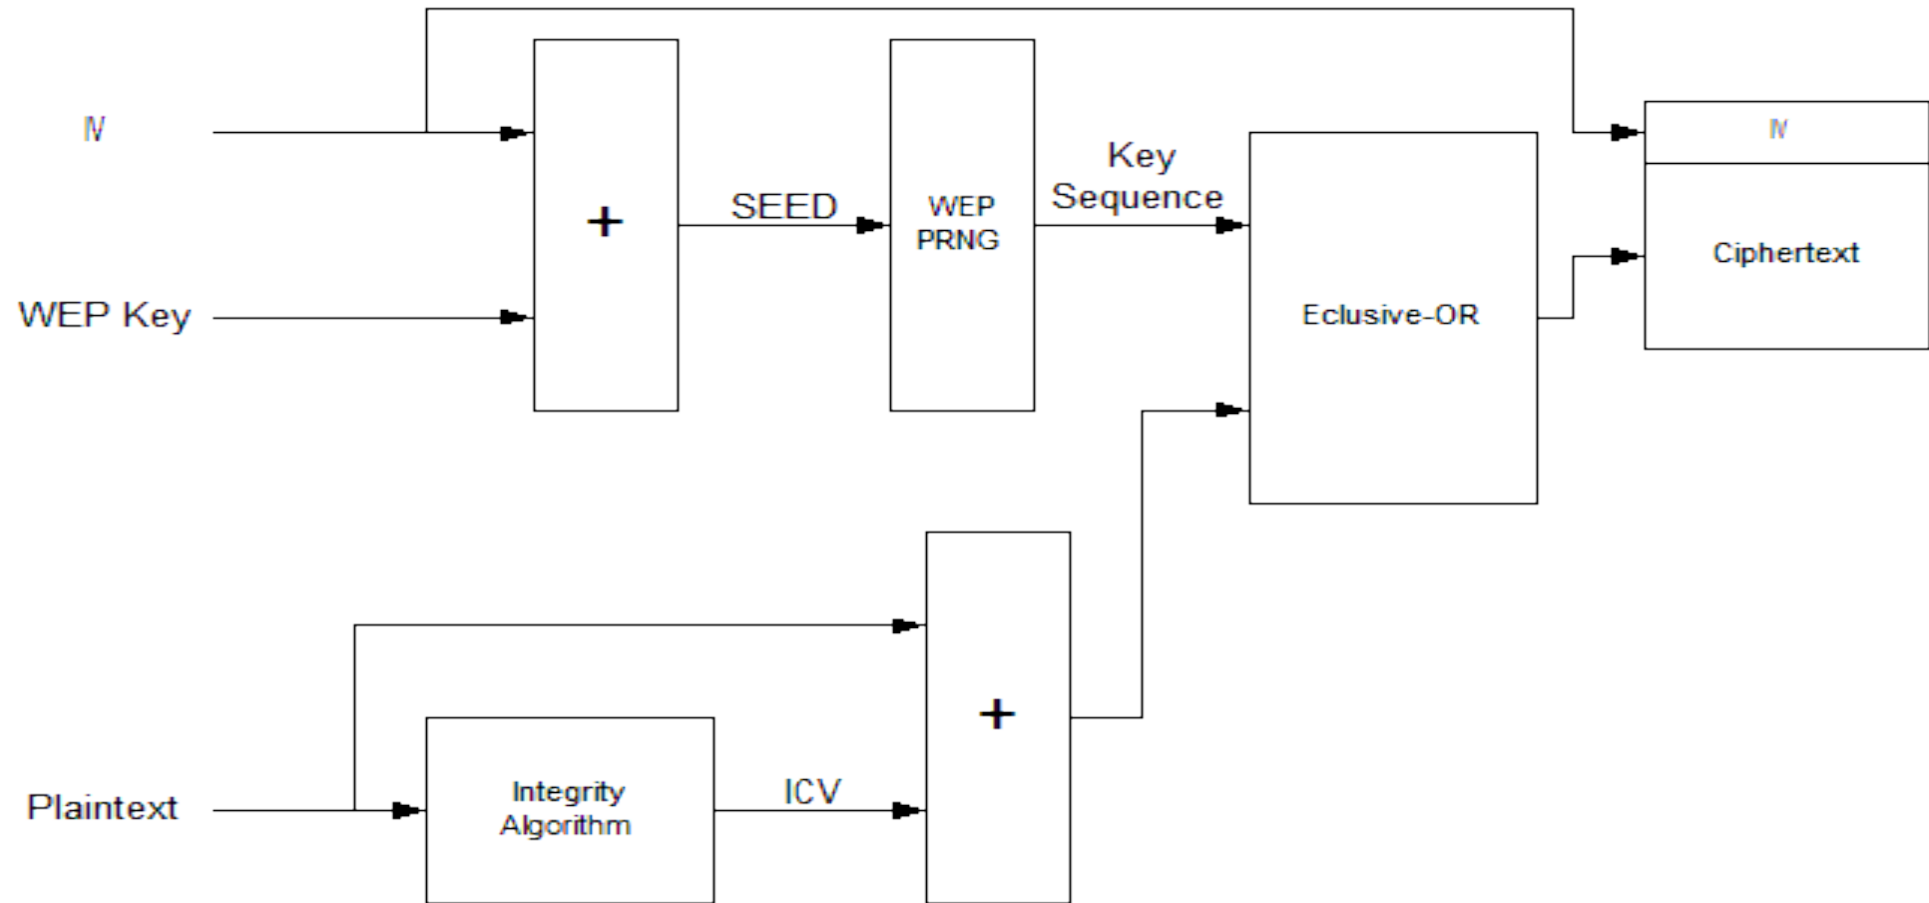 IV
WEP Key
+
SEED
WEP
PRNG
Key
Sequence
Eclusive-OR
IV
Ciphertext
Plaintext
Integrity
Algorithm
ICV
+